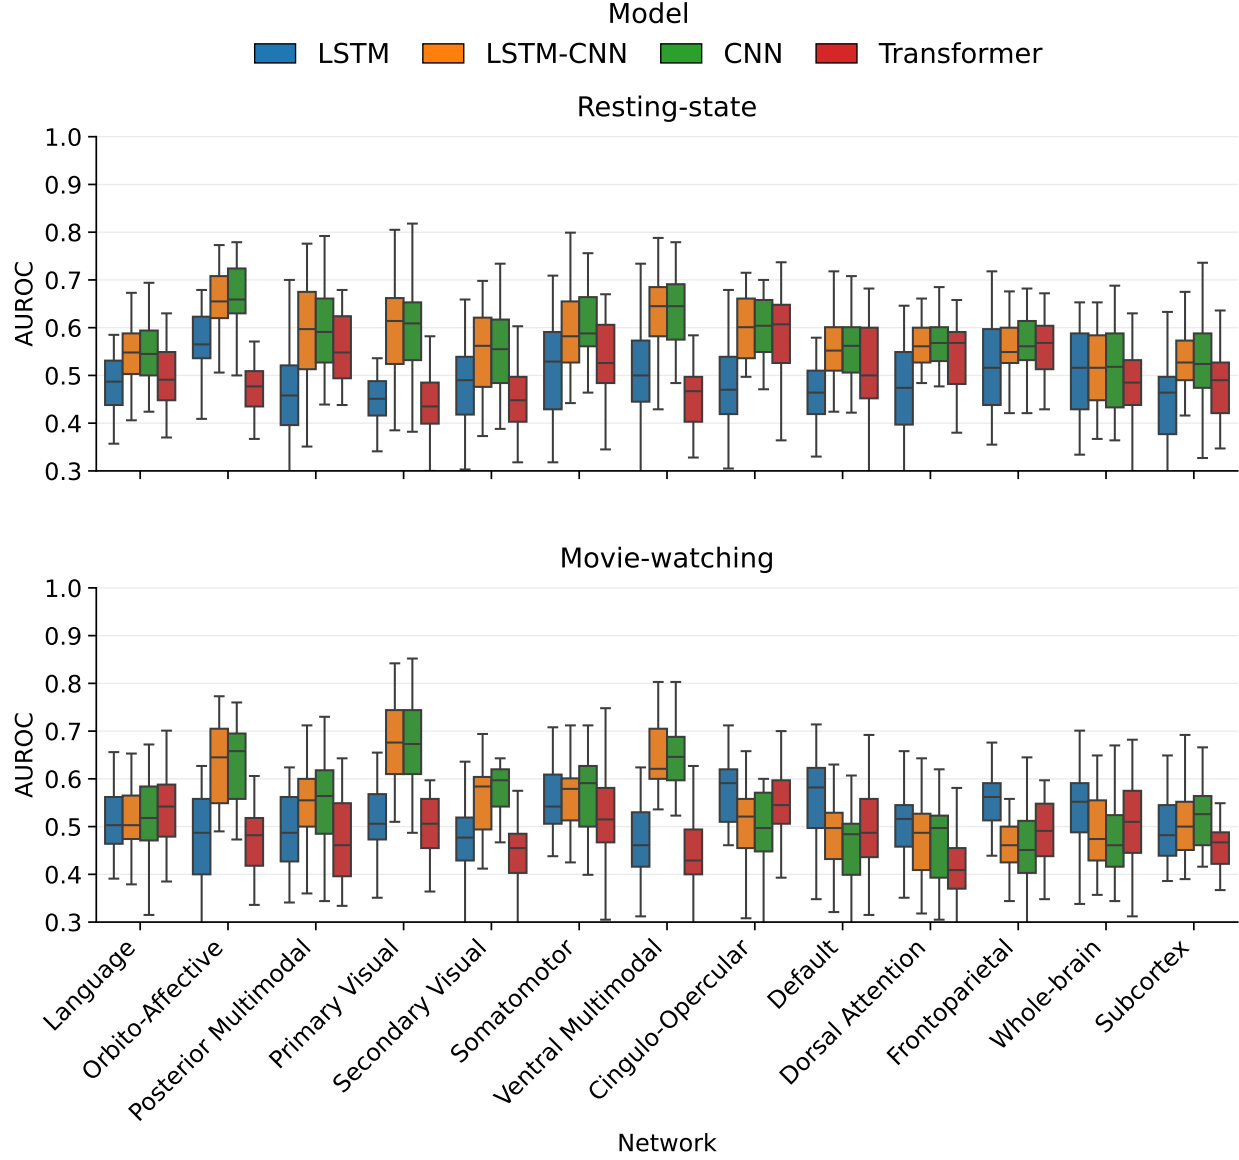 Model
LSTM LSTM-CNN CNN Transformer
Resting-state
AUROC
1.0
0.9
0.8
0.7
0.6
0.5
0.4
0.3
Movie-watching
AUROC
1.0
0.9
0.8
0.7
0.6
0.5
0.4
0.3
Language
Orbito-Affective
Posterior Multimodal
Primary Visual
Secondary Visual
Somatomotor
Ventral Multimodal
Cingulo-Opercular
Default
Dorsal Attention
Frontoparietal
Whole-brain
Subcortex
Network